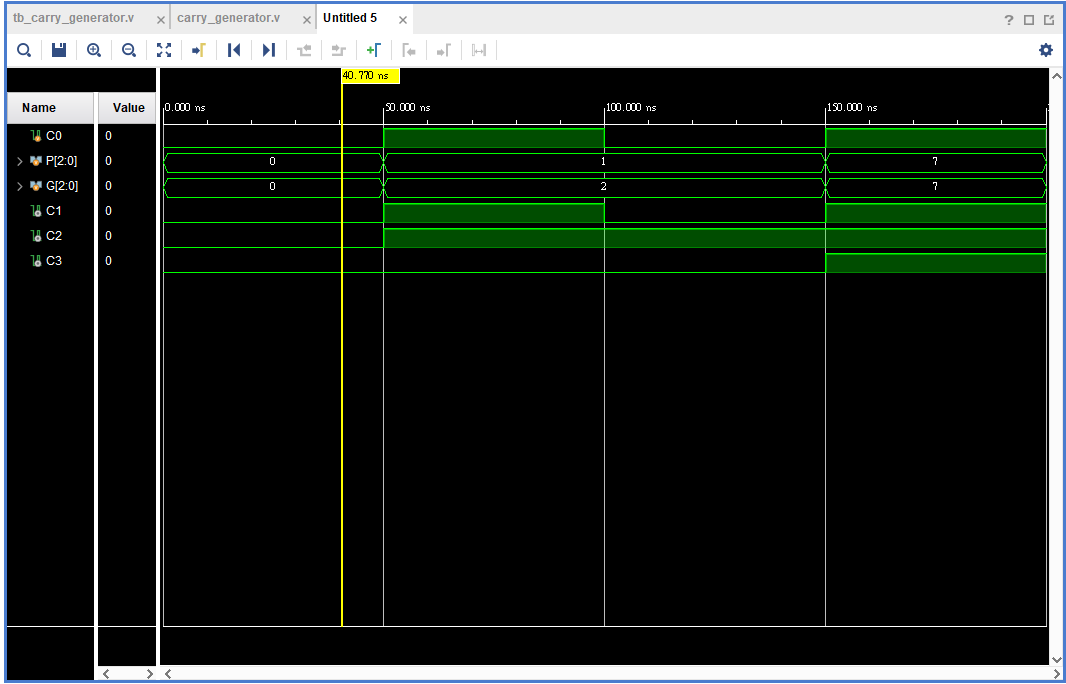 tb_carry_generator.v × carry_generator.v × Untitled 5 ×
?
40.770 ns
Name Value
0.000 ns 50.000 ns 100.000 ns 150.000 ns
C0 0
P[2:0] 0 0 1 7
G[2:0] 0 0 2 7
C1 0
C2 0
C3 0